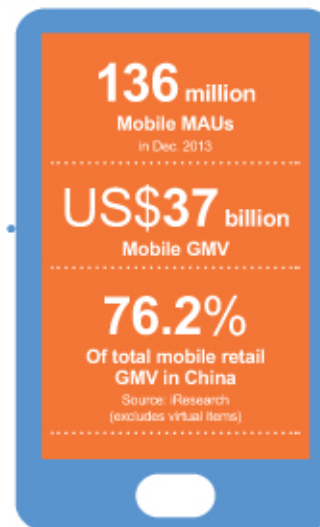 136 million
Mobile MAUs
in Dec. 2013
US$37 billion
Mobile GMV
76.2%
Of total mobile retail
GMV in China
Source: iResearch
(excludes virtual items)